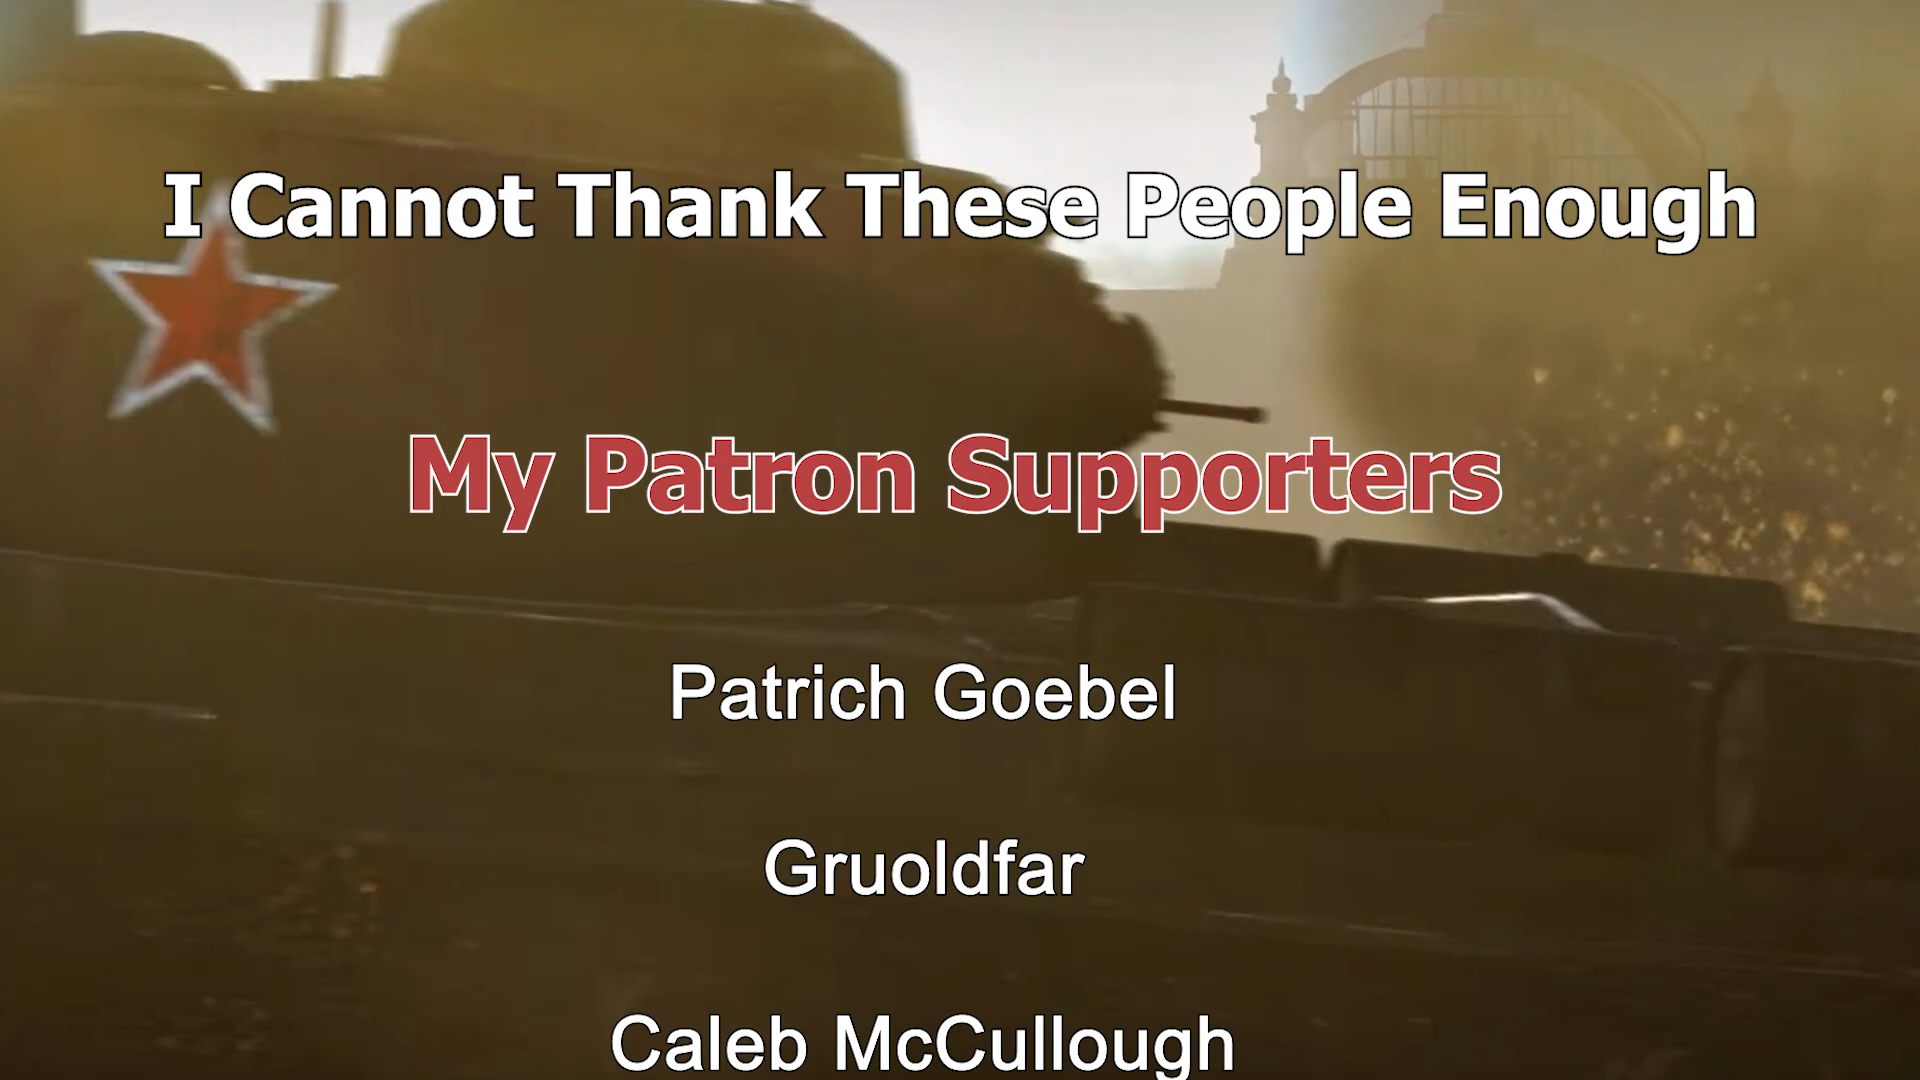 I Cannot Thank These People Enough
My Patron Supporters
Patrich Goebel
Gruoldfar
Caleb McCullough